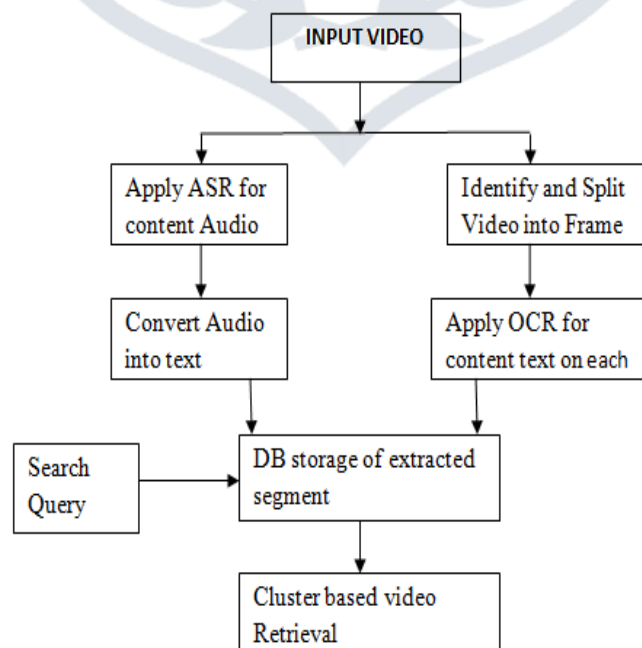 INPUT VIDEO
Apply ASR for
content Audio
Identify and Split
Video into Frame
Convert Audio
into text
Apply OCR for
content text on each
Search
Query
DB storage of extracted
segment
Cluster based video
Retrieval